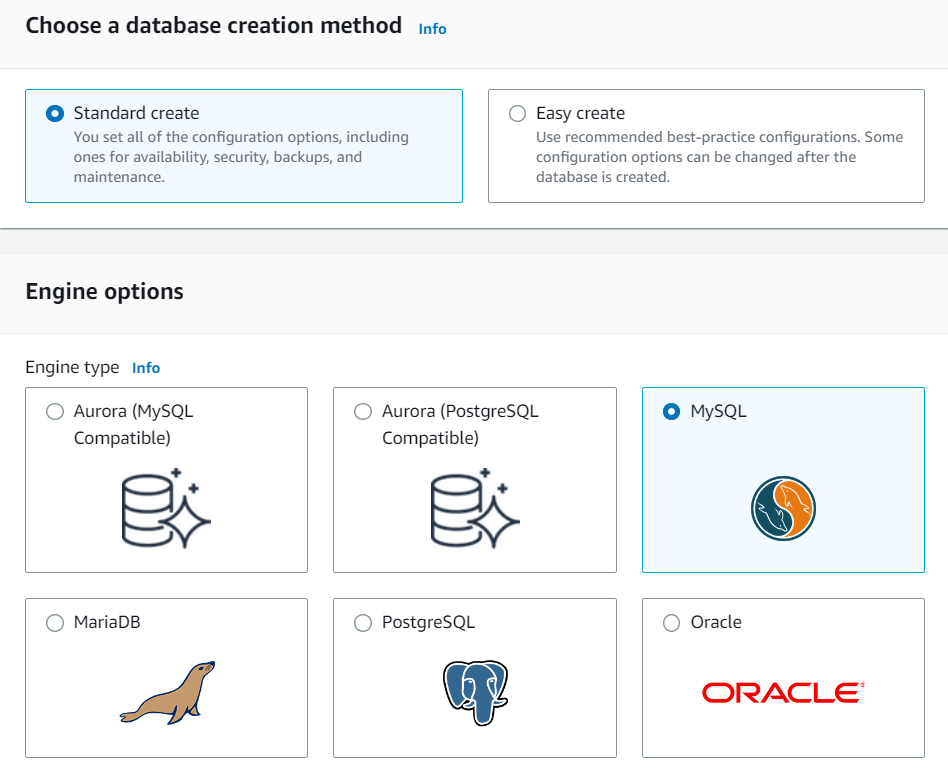 Choose a database creation method Info
Standard create
You set all of the configuration options, including
ones for availability, security, backups, and
maintenance.
Easy create
Use recommended best-practice configurations. Some
configuration options can be changed after the
database is created.
Engine options
Engine type Info
Aurora (MySQL
Compatible)
Aurora (PostgreSQL
Compatible)
MySQL
MariaDB
PostgreSQL
Oracle
ORACLE®